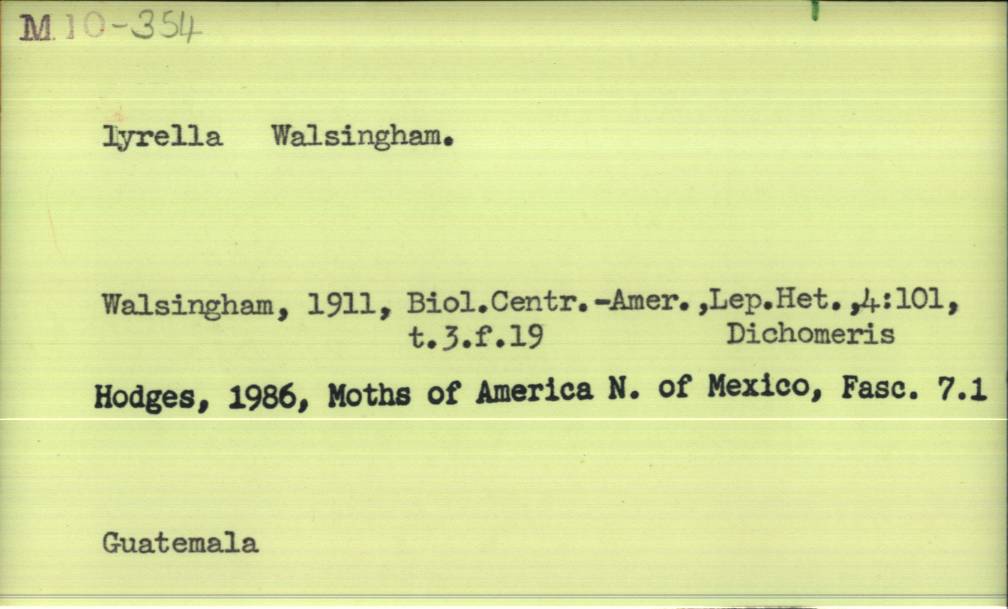 M 10-354
lyrella Walsingham.
Walsingham, 1911, Biol.Centr.-Amer.,Lep.Het.,4:101,
t.3.f.19 Dichomeris
Hodges, 1986, Moths of America N. of Mexico, Fasc. 7.1
Guatemala